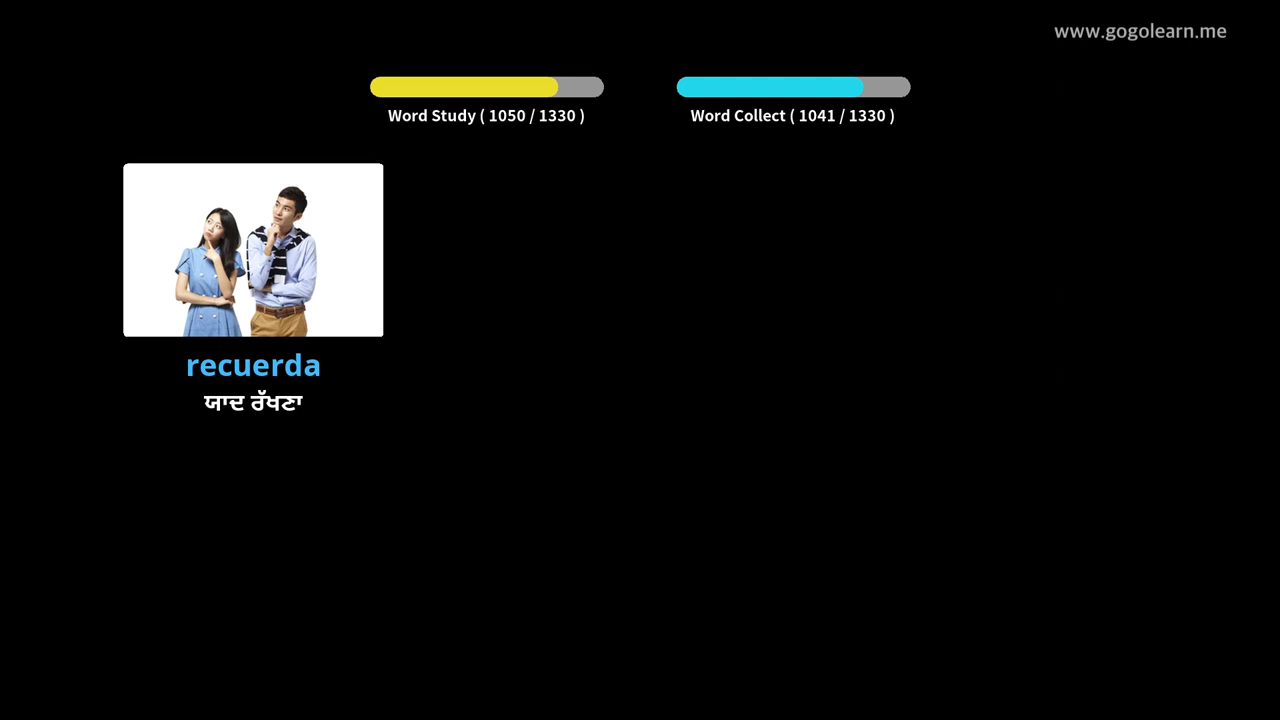 www.gogolearn.me
Word Study ( 1050 / 1330 )
Word Collect ( 1041 / 1330 )
recuerda
ਯਾਦ ਰੱਖਣਾ